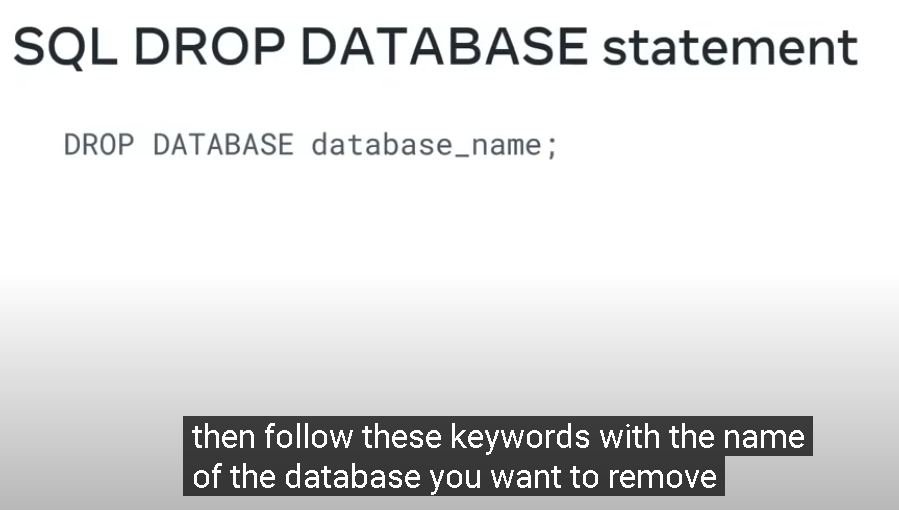 SQL DROP DATABASE statement
DROP DATABASE database_name;
then follow these keywords with the name
of the database you want to remove